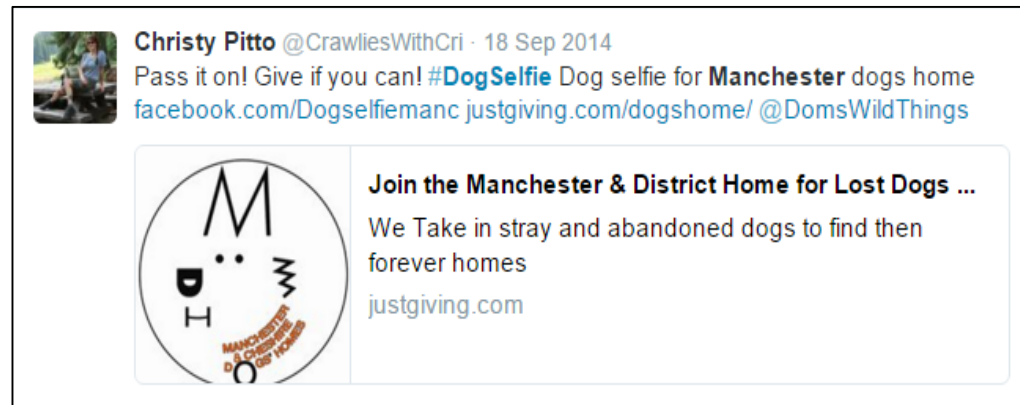 Christy Pitto @CrawliesWithCri · 18 Sep 2014
Pass it on! Give if you can! #DogSelfie Dog selfie for Manchester dogs home
facebook.com/Dogselfiemanc justgiving.com/dogshome/ @DomsWildThings
Join the Manchester & District Home for Lost Dogs ...
We Take in stray and abandoned dogs to find then
forever homes
justgiving.com
M
D
M
H
MANCHESTER
& CHESHIRE
DOGS' HOMES